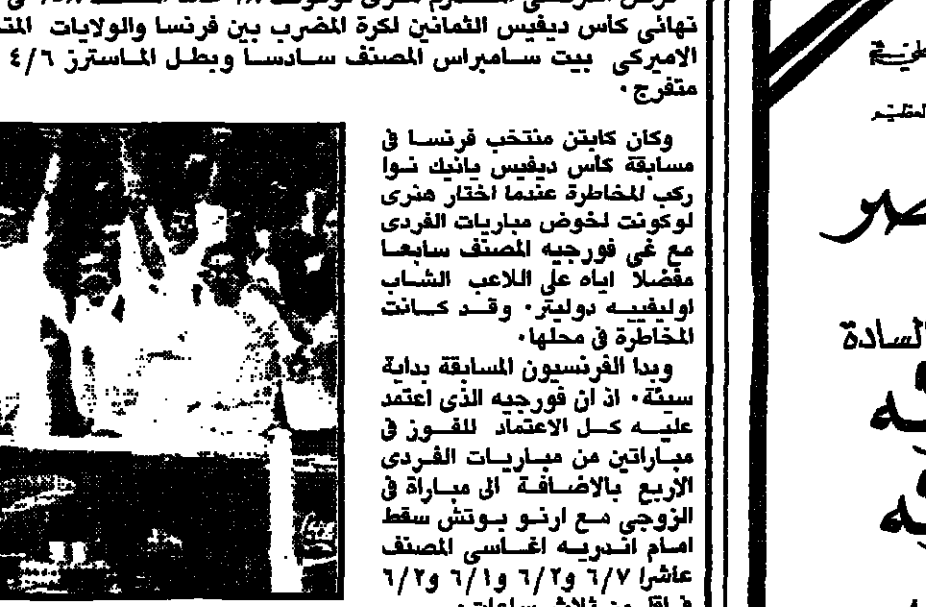 نهائي كأس ديفيس الثمانين لكرة المضرب بين فرنسا والولايات
الاميركي بيت سامبراس المصنف سادسا وبطل الماسترز ٤/٦
متفرج ٠
وكان كابتن منتخب فرنسا في
مسابقة كأس ديفيس يانيك نوا
ركب المخاطرة عندما اختار هنري
لوكونت لخوض مباريات الفردي
مع غي فورجيه المصنف سابعا
مفضلا اياه على اللاعب الشاب
اوليفييه دوليتر٠ وقد كانت
المخاطرة في محلها٠
وبدا الفرنسيون المسابقة بداية
سيئة٠ اذ ان فورجيه الذي اعتمد
عليه كل الاعتماد للفوز في
مباراتين من مباريات الفردي
الاربع بالاضافة الى مباراة في
الزوجي مع ارنو بوتش سقط
امام اندريه اغاسي المصنف
عاشرا ٦/٧ و٦/٢ و٦/١ و٦/٢
السادة